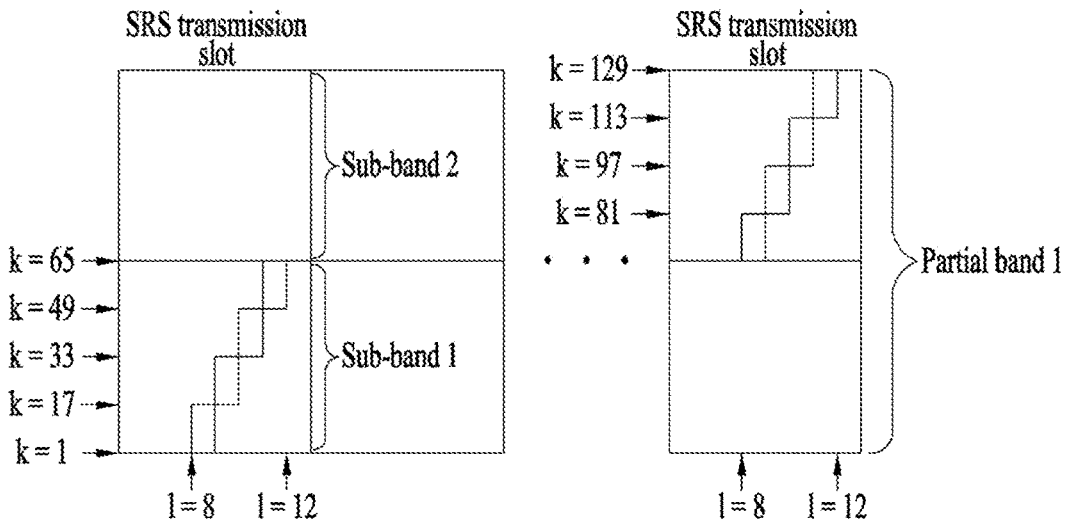 SRS transmission
slot
SRS transmission
slot
k = 129
k = 113
k = 97
k = 81
Sub-band 2
Partial band 1
k = 65
k = 49
k = 33
k = 17
k = 1
Sub-band 1
l = 8
l = 12
l = 8
l = 12